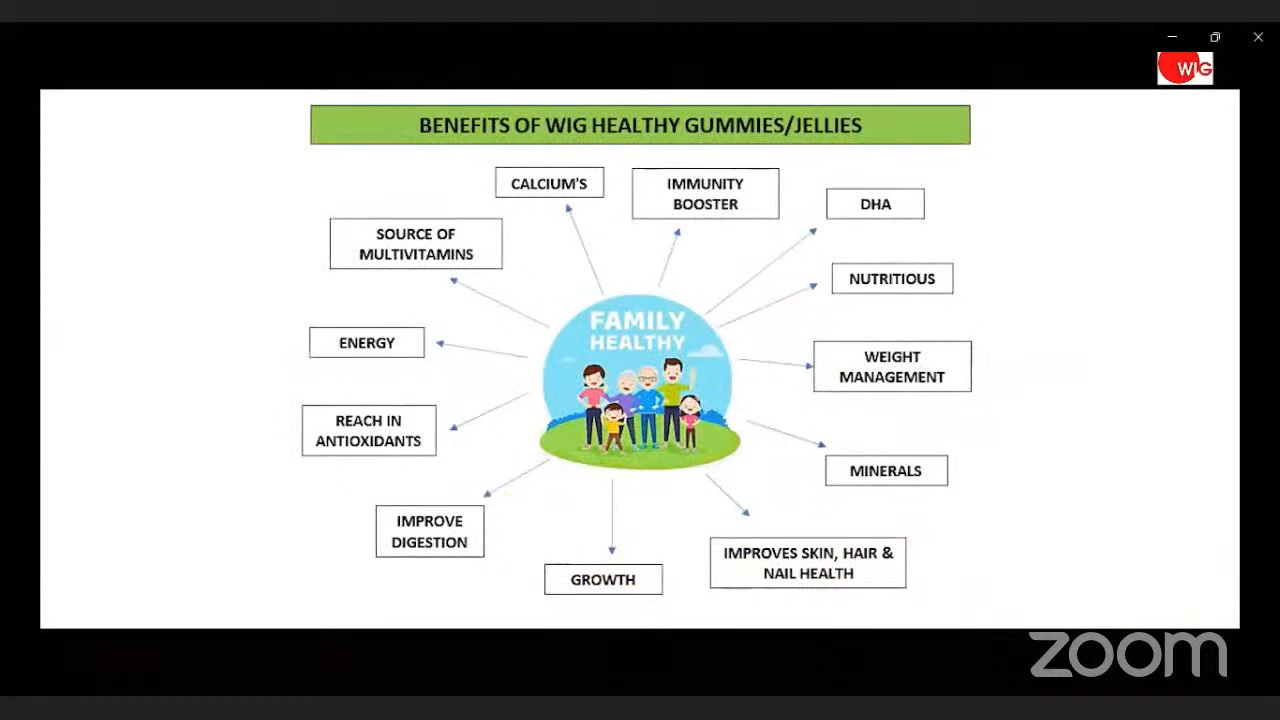 WIG
BENEFITS OF WIG HEALTHY GUMMIES/JELLIES
CALCIUM'S
IMMUNITY
BOOSTER
DHA
SOURCE OF
MULTIVITAMINS
NUTRITIOUS
FAMILY
HEALTHY
ENERGY
WEIGHT
MANAGEMENT
REACH IN
ANTIOXIDANTS
MINERALS
IMPROVE
DIGESTION
GROWTH
IMPROVES SKIN, HAIR &
NAIL HEALTH
zoom